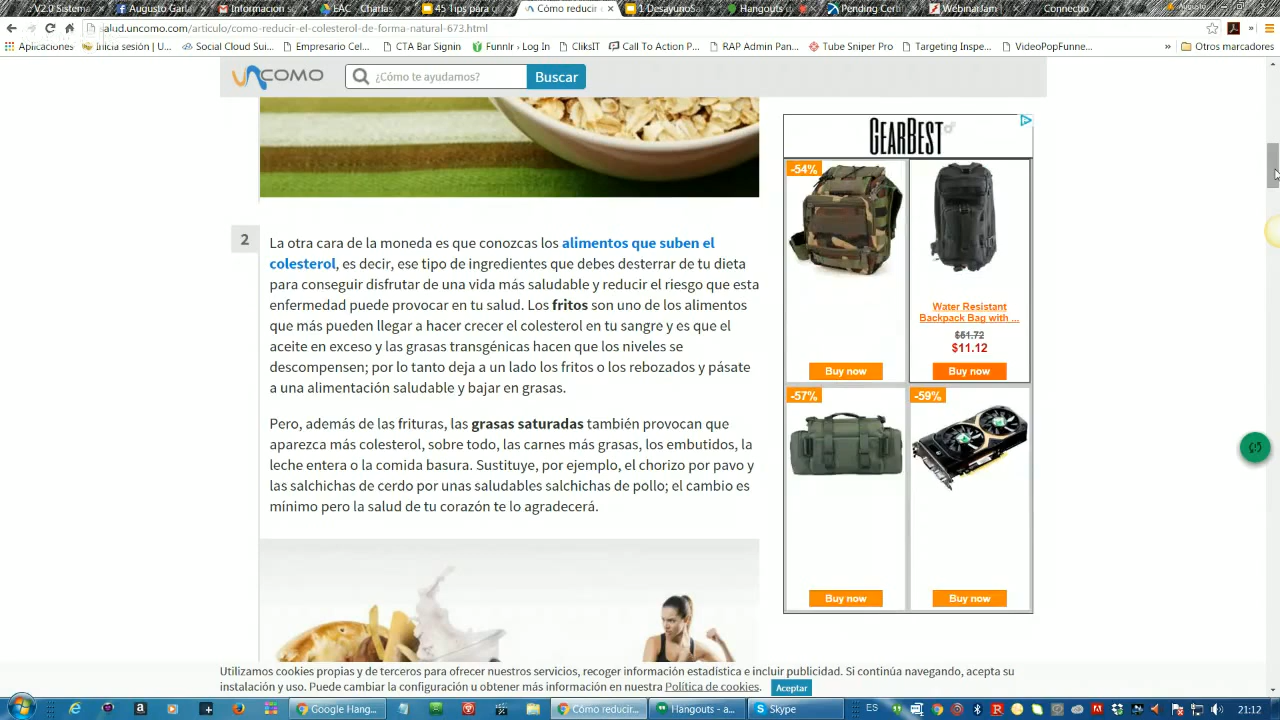 V2.0 Sistema
Augusto Garla
Informacion s
EAC _ Charlas
45 Tips para
Cómo reducir
1 DesayunoSal
Hangouts
Pending Certif
WebinarJam
Connectio
Augusto
salud.uncomo.com/articulo/como-reducir-el-colesterol-de-forma-natural-673.html
Aplicaciones
Inicia sesión | U...
Social Cloud Sui...
Empresario Cel...
CTA Bar Signin
Funnlr › Log In
CliksIT
Call To Action P...
RAP Admin Pan...
Tube Sniper Pro
Targeting Inspe...
VideoPopFunne...
»
Otros marcadores
UNCOMO
¿Cómo te ayudamos?
Buscar
2
La otra cara de la moneda es que conozcas los alimentos que suben el
colesterol, es decir, ese tipo de ingredientes que debes desterrar de tu dieta
para conseguir disfrutar de una vida más saludable y reducir el riesgo que esta
enfermedad puede provocar en tu salud. Los fritos son uno de los alimentos
que más pueden llegar a hacer crecer el colesterol en tu sangre y es que el
aceite en exceso y las grasas transgénicas hacen que los niveles se
descompensen; por lo tanto deja a un lado los fritos o los rebozados y pásate
a una alimentación saludable y bajar en grasas.
Pero, además de las frituras, las grasas saturadas también provocan que
aparezca más colesterol, sobre todo, las carnes más grasas, los embutidos, la
leche entera o la comida basura. Sustituye, por ejemplo, el chorizo por pavo y
las salchichas de cerdo por unas saludables salchichas de pollo; el cambio es
mínimo pero la salud de tu corazón te lo agradecerá.
GEARBEST
-54%
Water Resistant
Backpack Bag with ...
$51.72
$11.12
Buy now
Buy now
-57%
-59%
Buy now
Buy now
Utilizamos cookies propias y de terceros para ofrecer nuestros servicios, recoger información estadística e incluir publicidad. Si continúa navegando, acepta su
instalación y uso. Puede cambiar la configuración u obtener más información en nuestra Política de cookies.
Aceptar
Google Hang...
Cómo reducir...
Hangouts - a...
Skype
ES
21:12